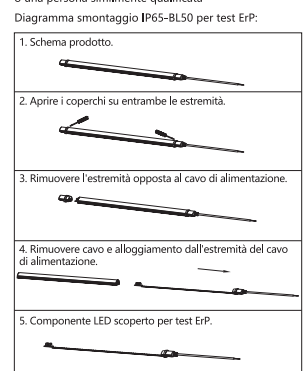 o una persona similmente qualificata
Diagramma smontaggio IP65-BL50 per test ErP:
1. Schema prodotto.
2. Aprire i coperchi su entrambe le estremità.
3. Rimuovere l'estremità opposta al cavo di alimentazione.
4. Rimuovere cavo e alloggiamento dall'estremità del cavo
di alimentazione.
5. Componente LED scoperto per test ErP.